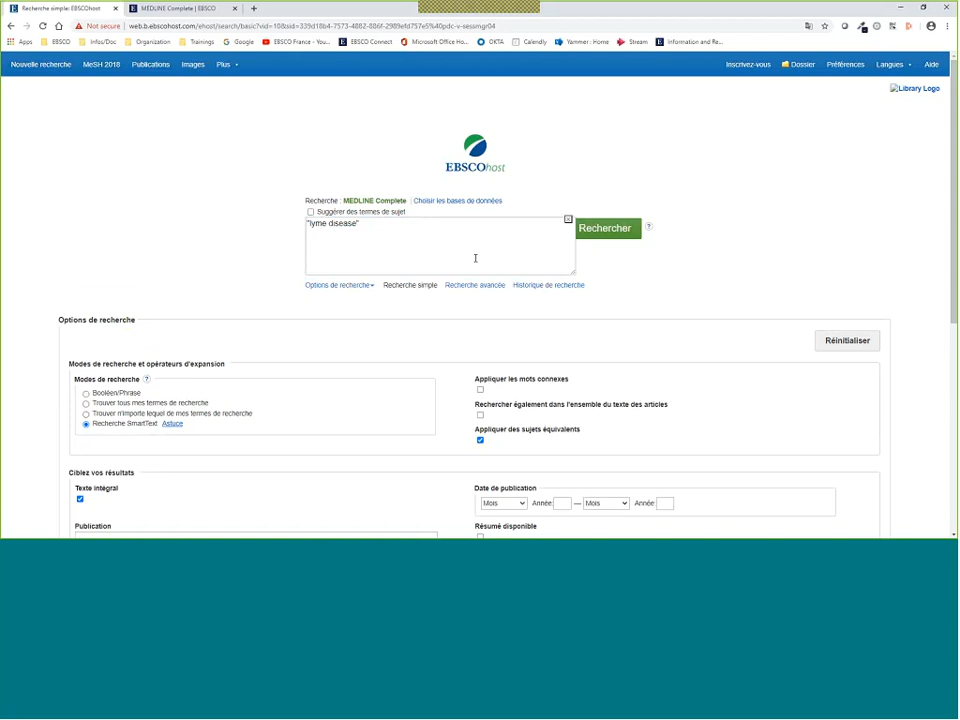 Recherche simple: EBSCOhost
MEDLINE Complete | EBSCO
Not secure
web.b.ebscohost.com/ehost/search/basic?vid=10&sid=339d18b4-7573-4882-886f-2989efd757e5%40pdc-v-sessmgr04
Apps EBSCO Infos/Doc Organization Trainings Google EBSCO France - You... EBSCO Connect Microsoft Office Ho... OKTA Calendly Yammer : Home Stream Information and Re...
Nouvelle recherche MeSH 2018 Publications Images Plus Inscrivez-vous Dossier Préférences Langues Aide
Library Logo
EBSCOhost
Recherche : MEDLINE Complete | Choisir les bases de données
Suggérer des termes de sujet
"lyme disease"
Rechercher ?
Options de recherche Recherche simple Recherche avancée Historique de recherche
Options de recherche
Réinitialiser
Modes de recherche et opérateurs d'expansion
Modes de recherche ?
Booléen/Phrase
Trouver tous mes termes de recherche
Trouver n'importe lequel de mes termes de recherche
Recherche SmartText Astuce
Appliquer les mots connexes
Rechercher également dans l'ensemble du texte des articles
Appliquer des sujets équivalents
Ciblez vos résultats
Texte intégral
Date de publication
Mois Année: — Mois Année:
Publication
Résumé disponible